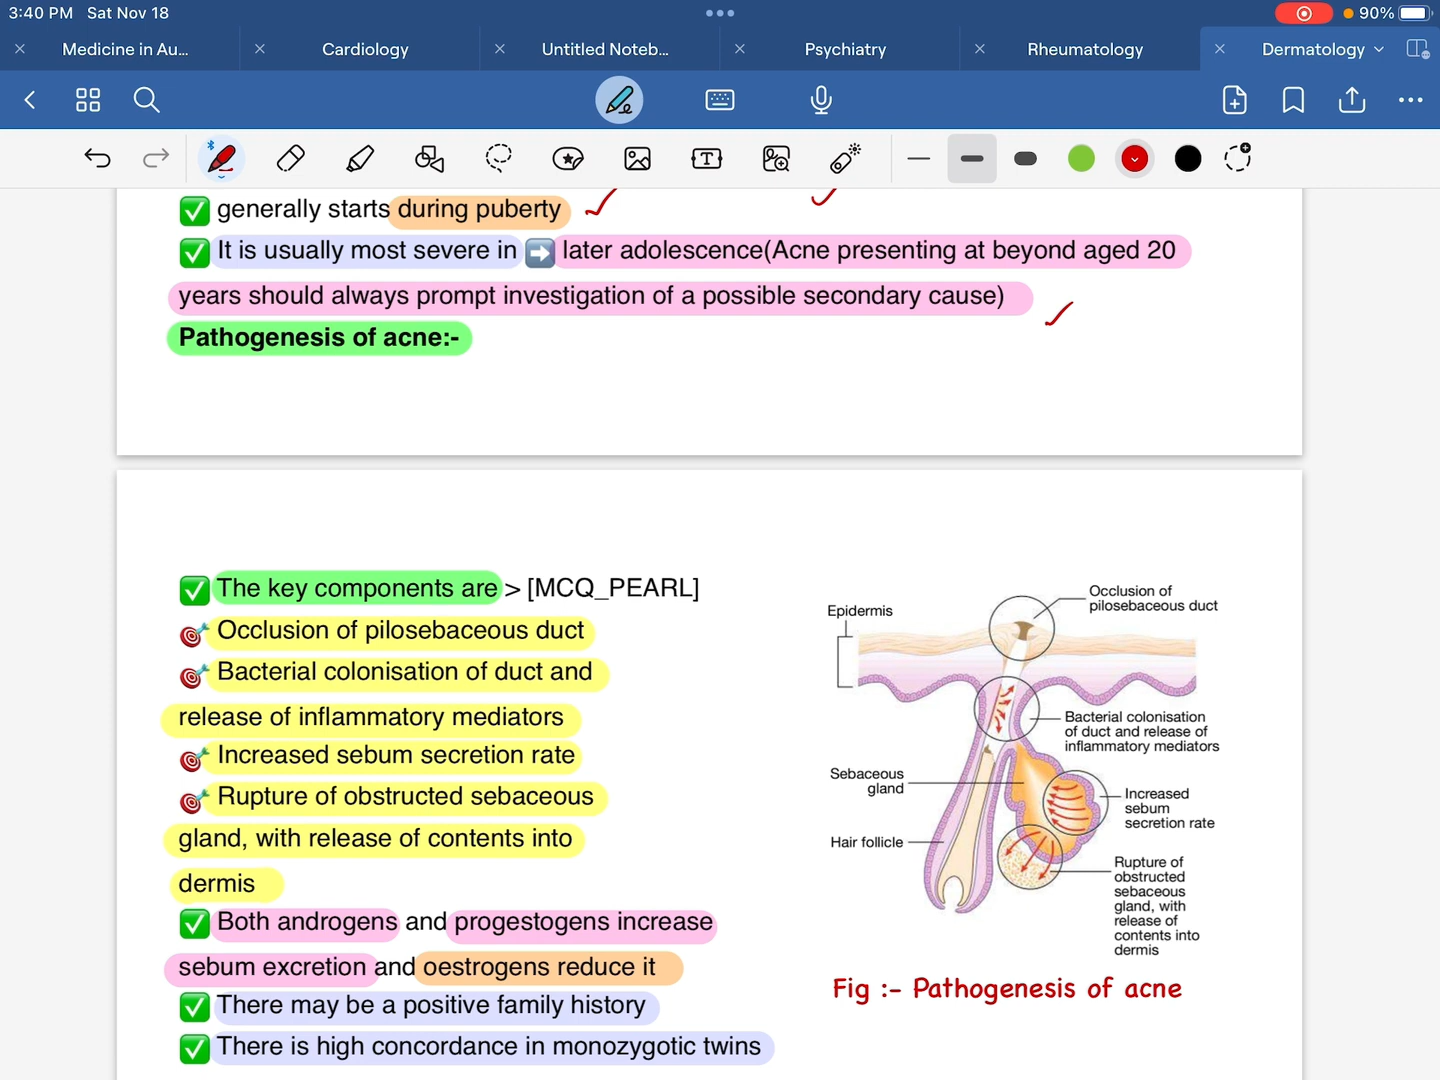 3:40 PM Sat Nov 18
90%
Medicine in Au...
Cardiology
Untitled Noteb...
Psychiatry
Rheumatology
Dermatology
generally starts during puberty
It is usually most severe in ➡ later adolescence(Acne presenting at beyond aged 20
years should always prompt investigation of a possible secondary cause)
Pathogenesis of acne:-
The key components are > [MCQ_PEARL]
Occlusion of pilosebaceous duct
Bacterial colonisation of duct and
release of inflammatory mediators
Increased sebum secretion rate
Rupture of obstructed sebaceous
gland, with release of contents into
dermis
Both androgens and progestogens increase
sebum excretion and oestrogens reduce it
There may be a positive family history
There is high concordance in monozygotic twins
Epidermis
Occlusion of
pilosebaceous duct
Bacterial colonisation
of duct and release of
inflammatory mediators
Sebaceous
gland
Increased
sebum
secretion rate
Hair follicle
Rupture of
obstructed
sebaceous
gland, with
release of
contents into
dermis
Fig :- Pathogenesis of acne